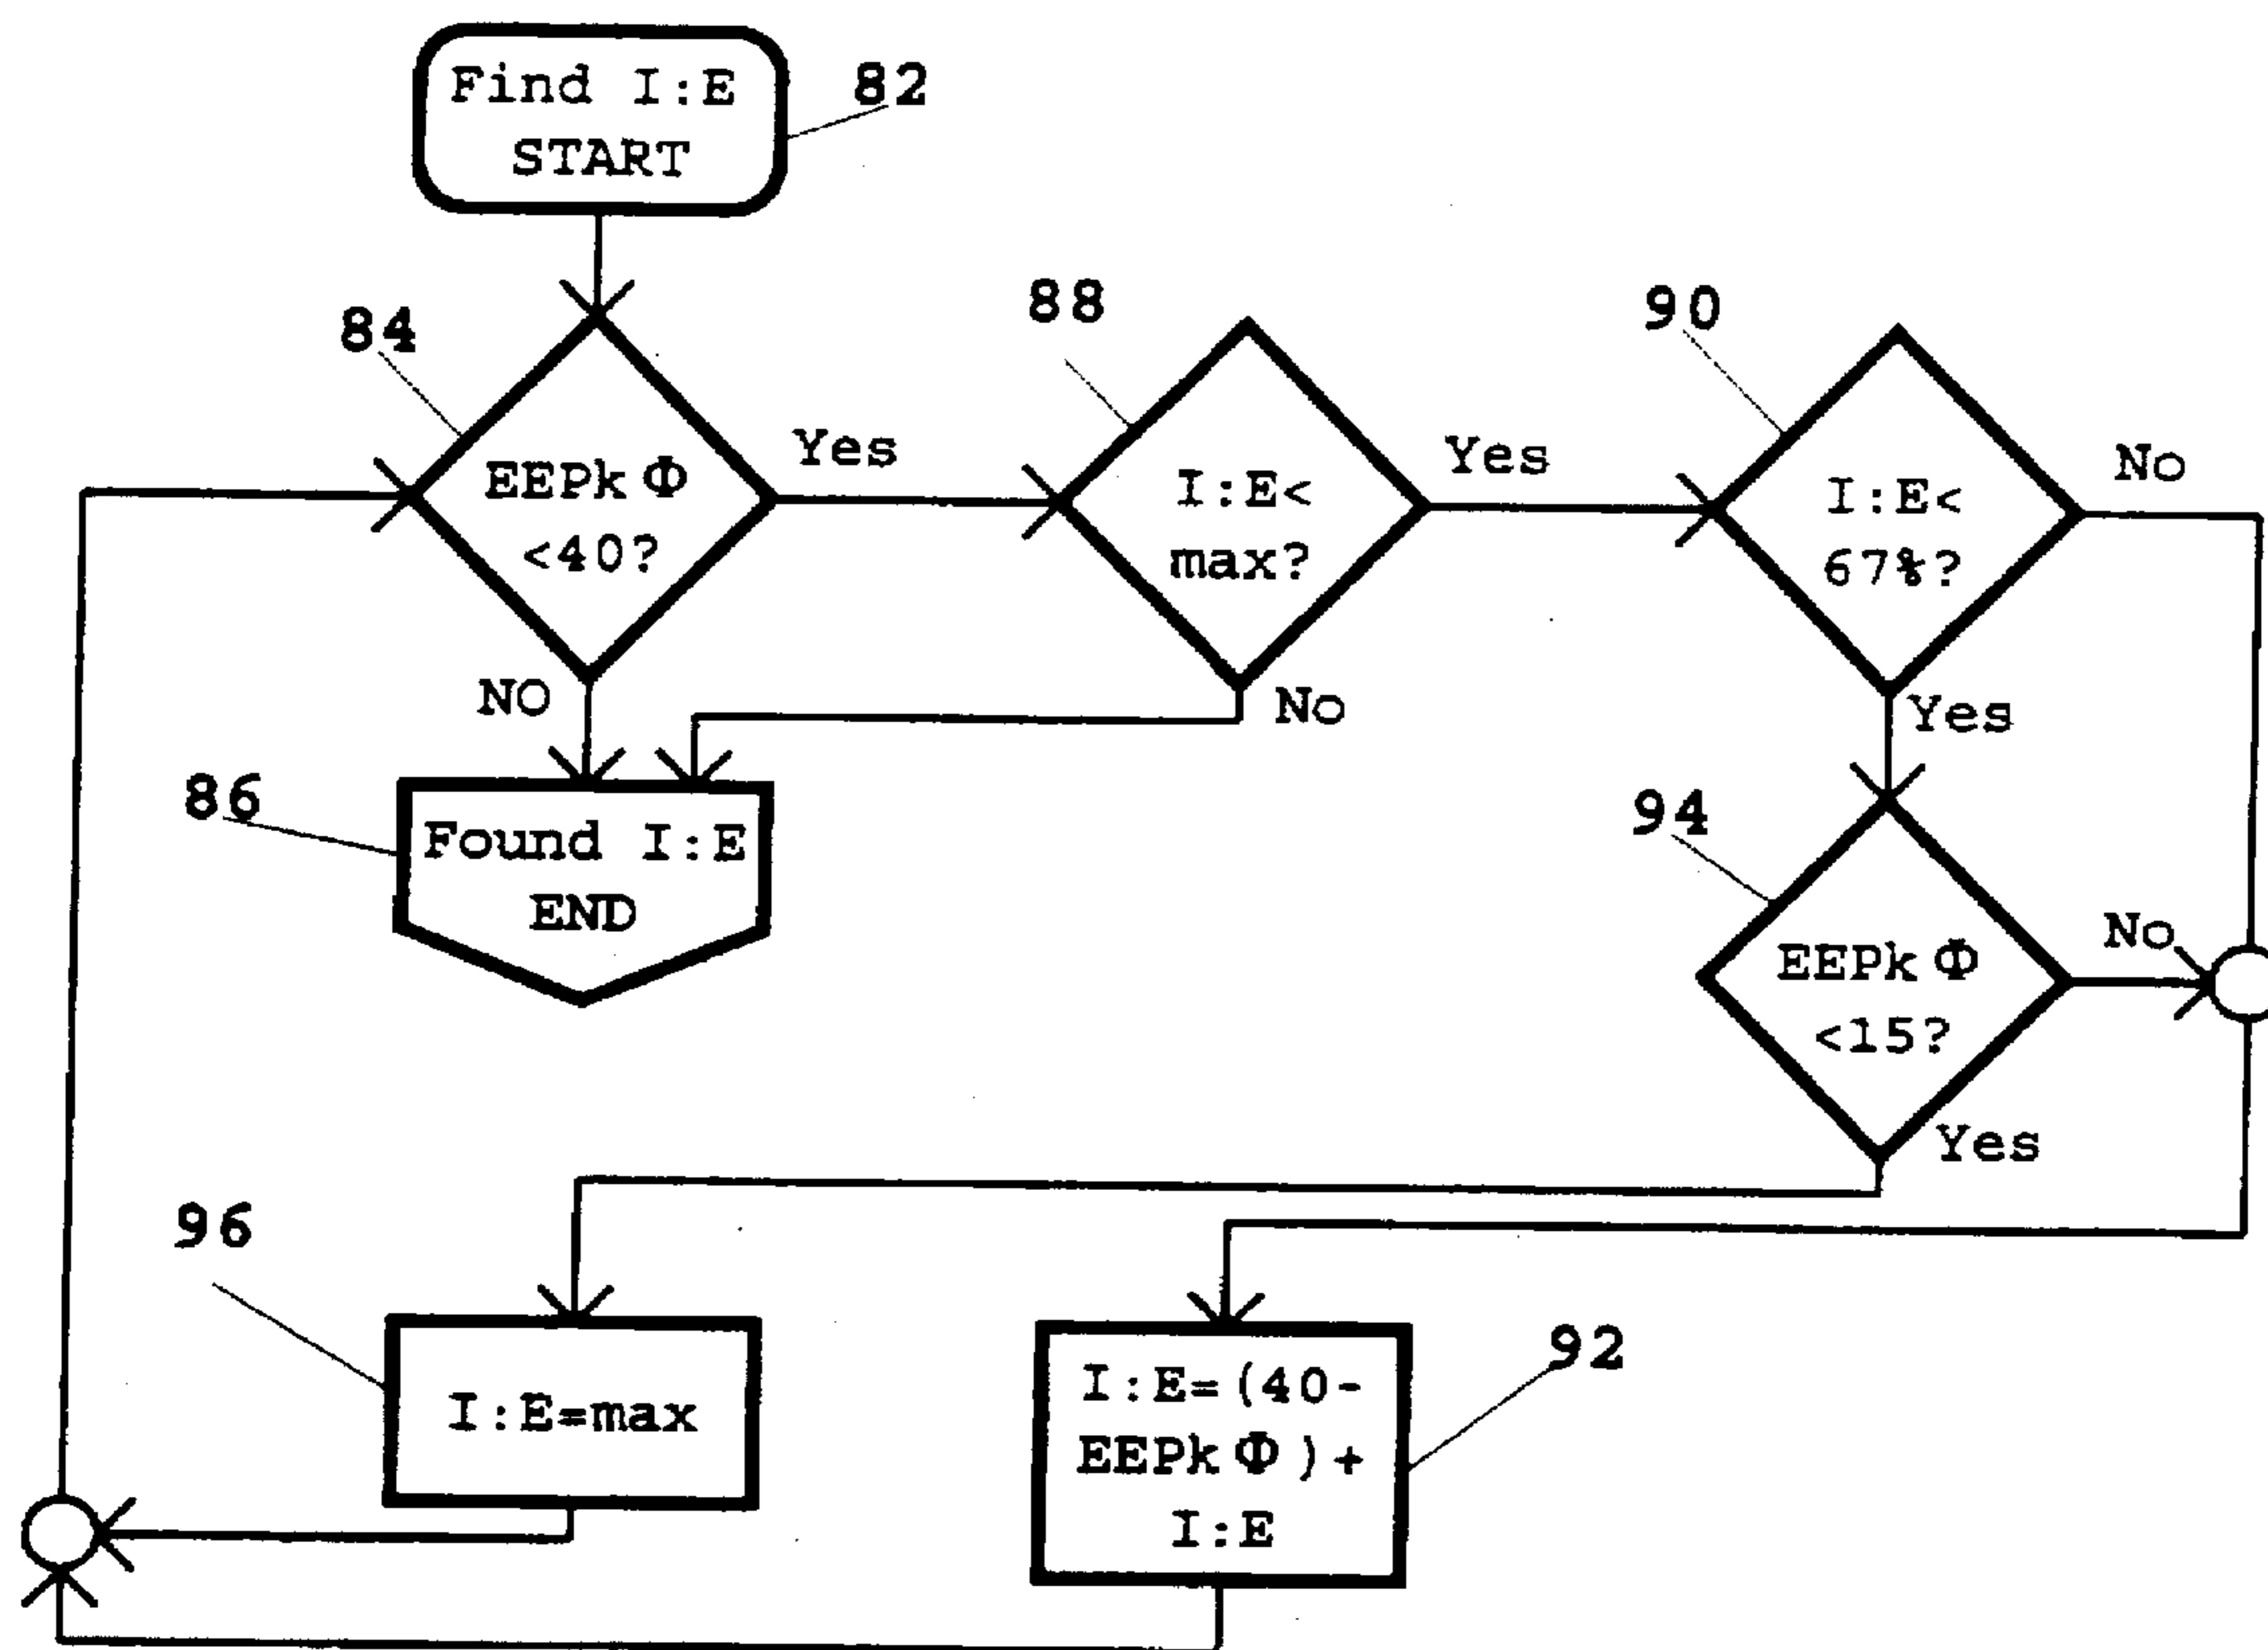 Find I:E
START
82
84
EEPk Φ
<40?
Yes
NO
88
I:E<
max?
Yes
No
90
I:E<
67%?
No
Yes
86
Found I:E
END
94
EEPk Φ
<15?
No
Yes
96
I:E=max
92
I:E=(40-
EEPk Φ)+
I:E